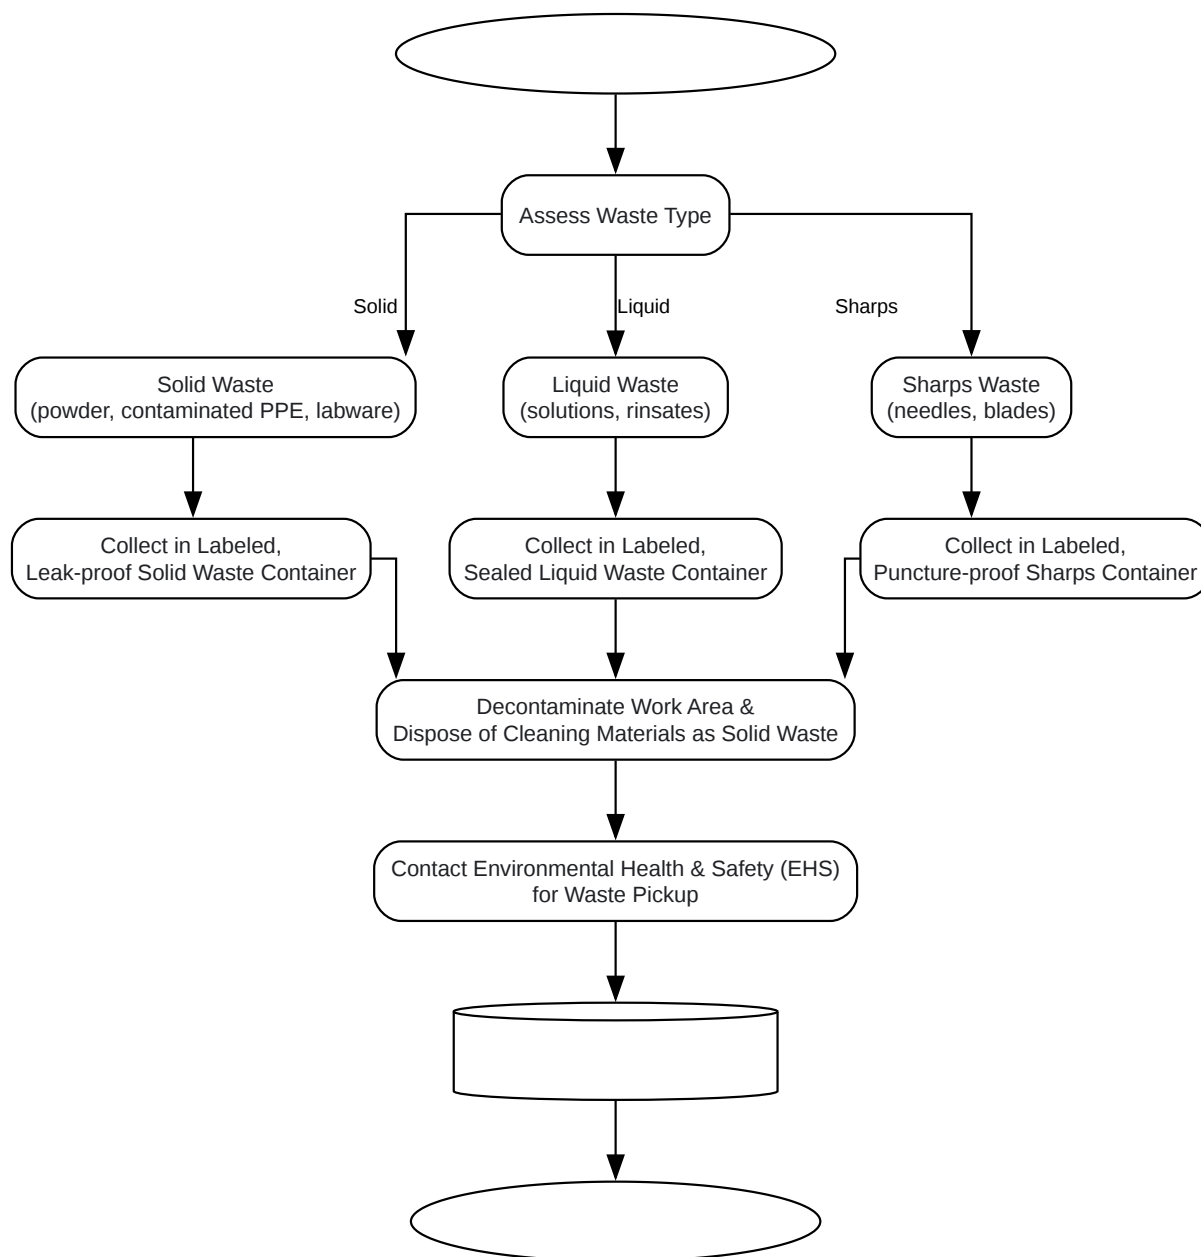 Assess Waste Type
Solid
Liquid
Sharps
Solid Waste
(powder, contaminated PPE, labware)
Liquid Waste
(solutions, rinsates)
Sharps Waste
(needles, blades)
Collect in Labeled,
Leak-proof Solid Waste Container
Collect in Labeled,
Sealed Liquid Waste Container
Collect in Labeled,
Puncture-proof Sharps Container
Decontaminate Work Area &
Dispose of Cleaning Materials as Solid Waste
Contact Environmental Health & Safety (EHS)
for Waste Pickup